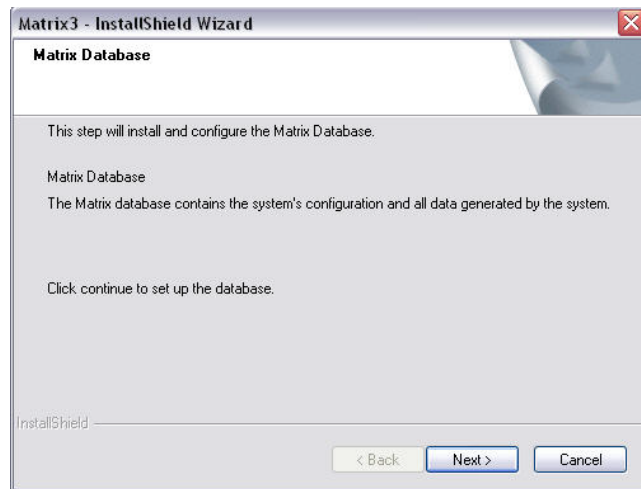 Matrix3 - InstallShield Wizard
Matrix Database
This step will install and configure the Matrix Database.
Matrix Database
The Matrix database contains the system's configuration and all data generated by the system.
Click continue to set up the database.
InstallShield
< Back Next > Cancel